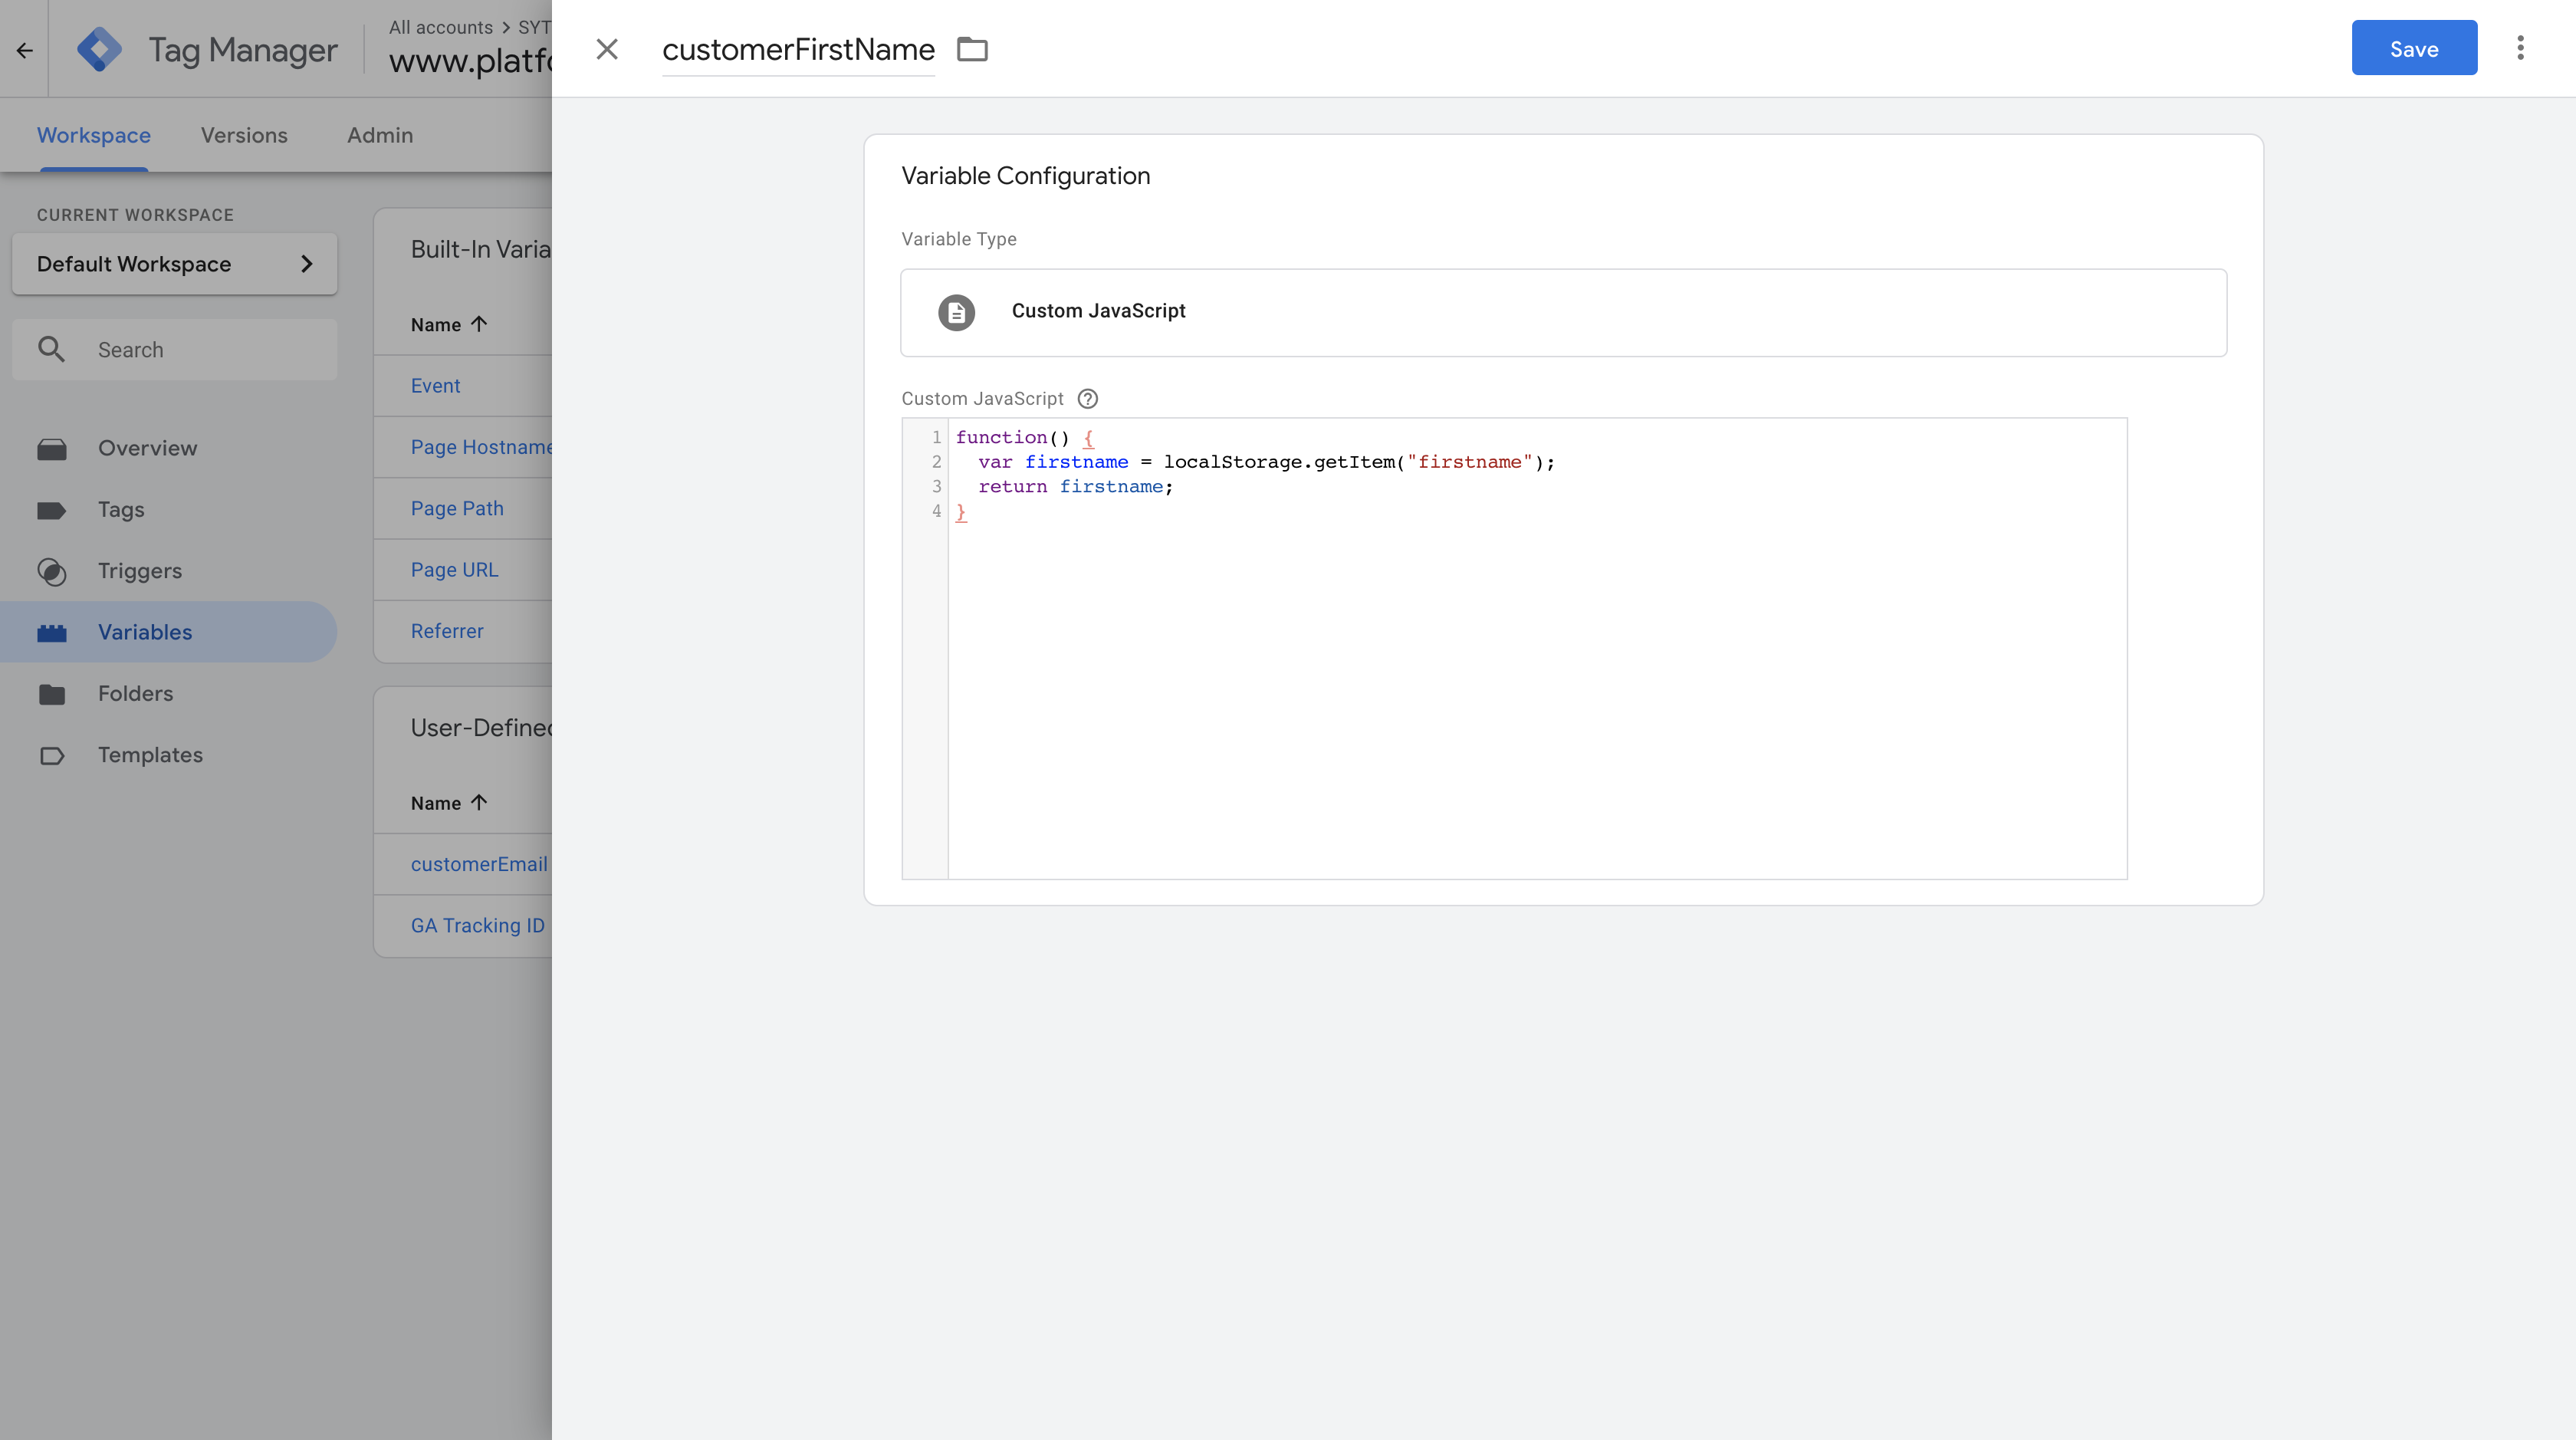 Tag Manager
All accounts > SYT
www.platfo
customerFirstName
Save
Workspace
Versions
Admin
CURRENT WORKSPACE
Default Workspace
Search
Overview
Tags
Triggers
Variables
Folders
Templates
Built-In Varia
Name
Event
Page Hostname
Page Path
Page URL
Referrer
User-Defined
Name
customerEmail
GA Tracking ID
Variable Configuration
Variable Type
Custom JavaScript
Custom JavaScript ?
1 function() {
2 var firstname = localStorage.getItem("firstname");
3 return firstname;
4 }